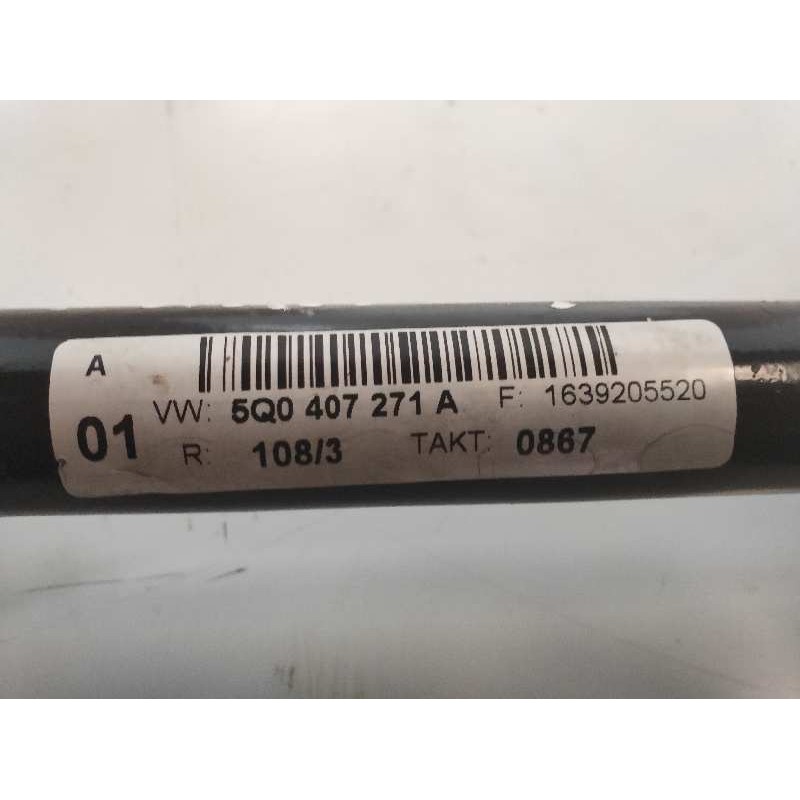 A
01
VW: 5Q0 407 271 A F: 1639205520
R: 108/3 TAKT: 0867